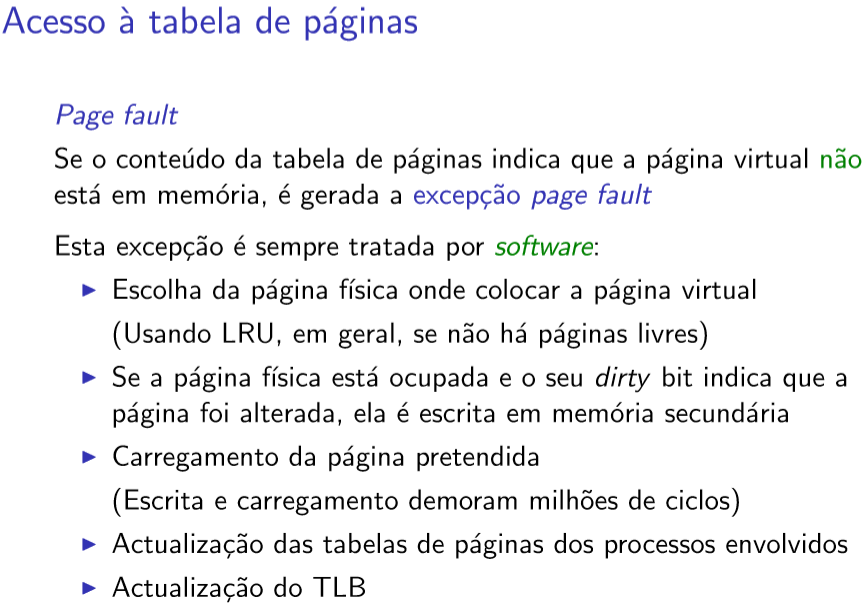 Acesso à tabela de páginas
Page fault
Se o conteúdo da tabela de páginas indica que a página virtual não
está em memória, é gerada a excepção page fault
Esta excepção é sempre tratada por software:
▶ Escolha da página física onde colocar a página virtual
(Usando LRU, em geral, se não há páginas livres)
▶ Se a página física está ocupada e o seu dirty bit indica que a
página foi alterada, ela é escrita em memória secundária
▶ Carregamento da página pretendida
(Escrita e carregamento demoram milhões de ciclos)
▶ Actualização das tabelas de páginas dos processos envolvidos
▶ Actualização do TLB